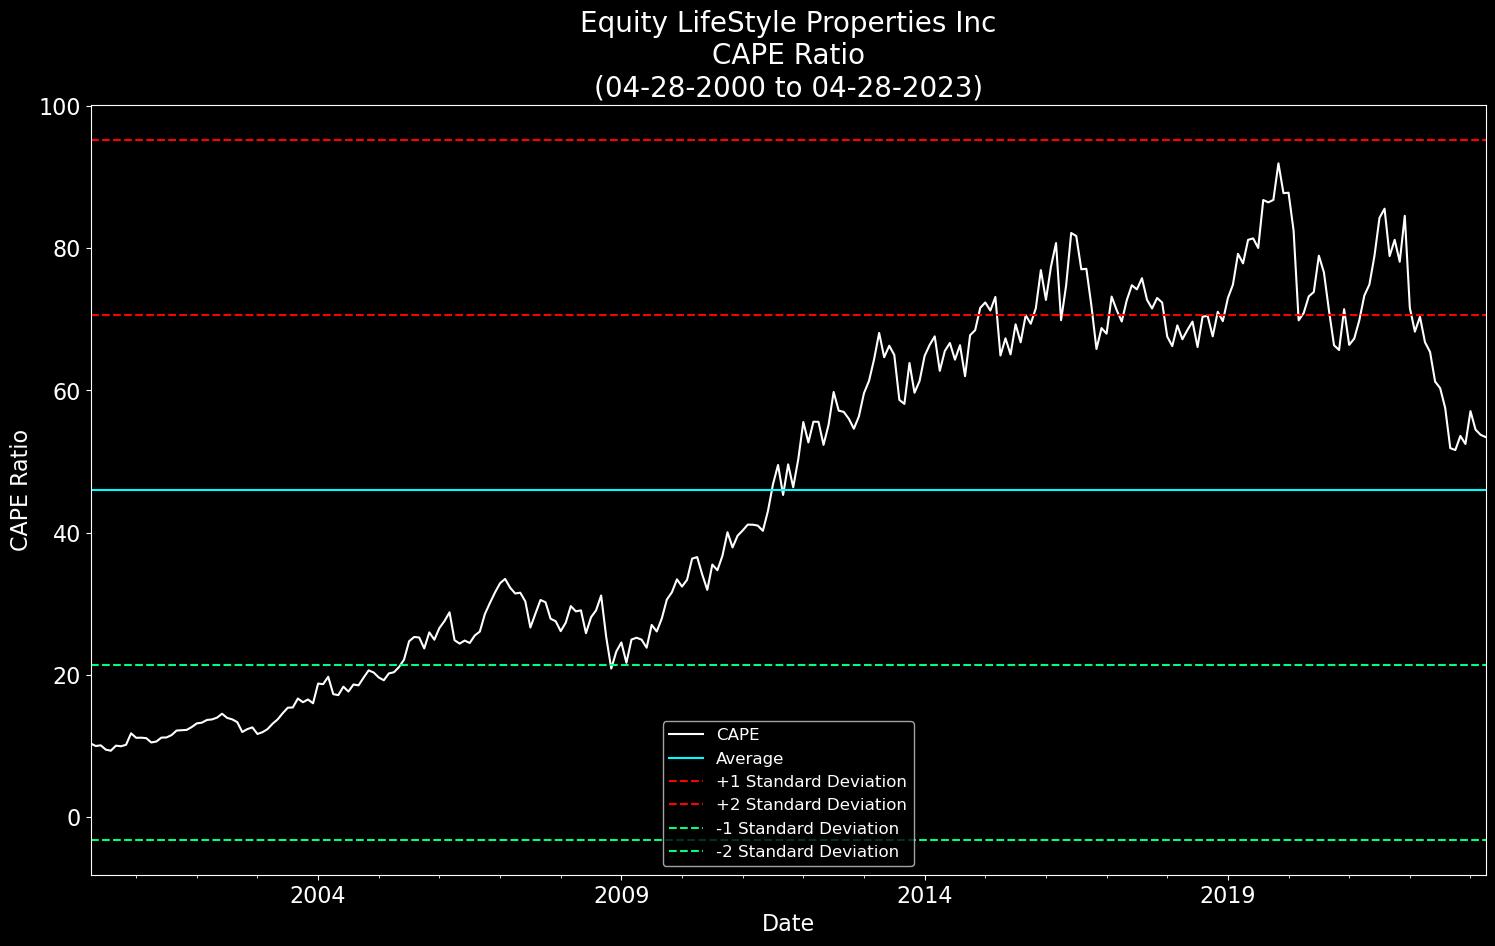 Equity LifeStyle Properties Inc
CAPE Ratio
(04-28-2000 to 04-28-2023)
100
80
60
40
20
0
CAPE Ratio
CAPE
Average
+1 Standard Deviation
+2 Standard Deviation
-1 Standard Deviation
-2 Standard Deviation
2004
2009
2014
2019
Date